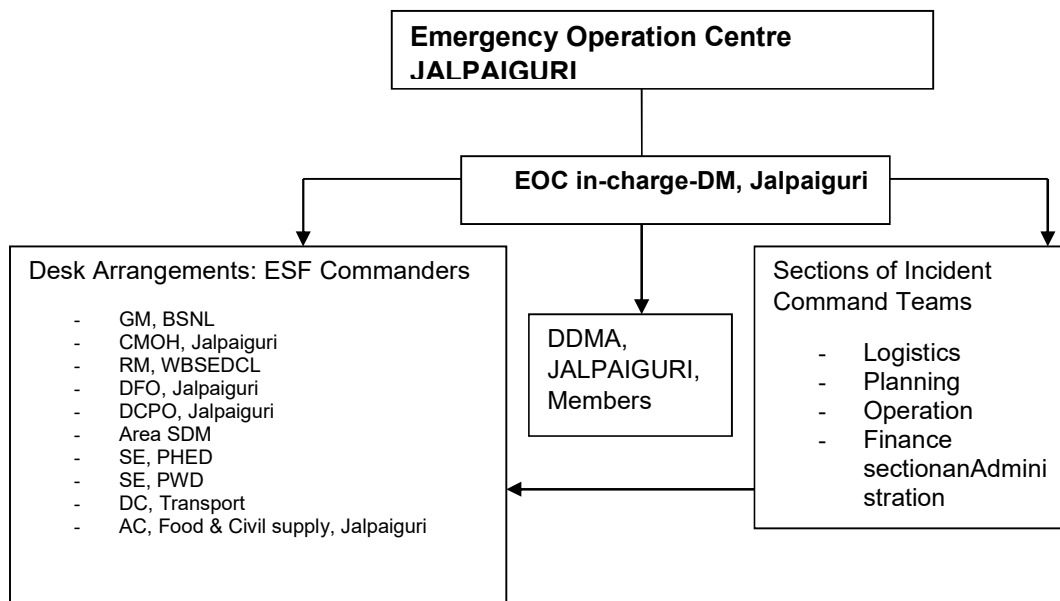 Emergency Operation Centre
JALPAIGURI
EOC in-charge-DM, Jalpaiguri
Desk Arrangements: ESF Commanders
- GM, BSNL
- CMOH, Jalpaiguri
- RM, WBSEDCL
- DFO, Jalpaiguri
- DCPO, Jalpaiguri
- Area SDM
- SE, PHED
- SE, PWD
- DC, Transport
- AC, Food & Civil supply, Jalpaiguri
DDMA,
JALPAIGURI,
Members
Sections of Incident
Command Teams
- Logistics
- Planning
- Operation
- Finance
sectionanAdmini
stration